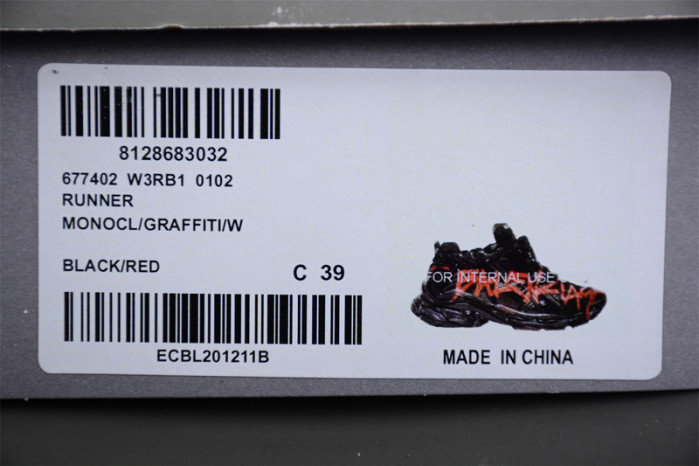 8128683032
677402 W3RB1 0102
RUNNER
MONOCL/GRAFFITI/W
BLACK/RED
C 39
ECBL201211B
FOR INTERNAL USE
MADE IN CHINA